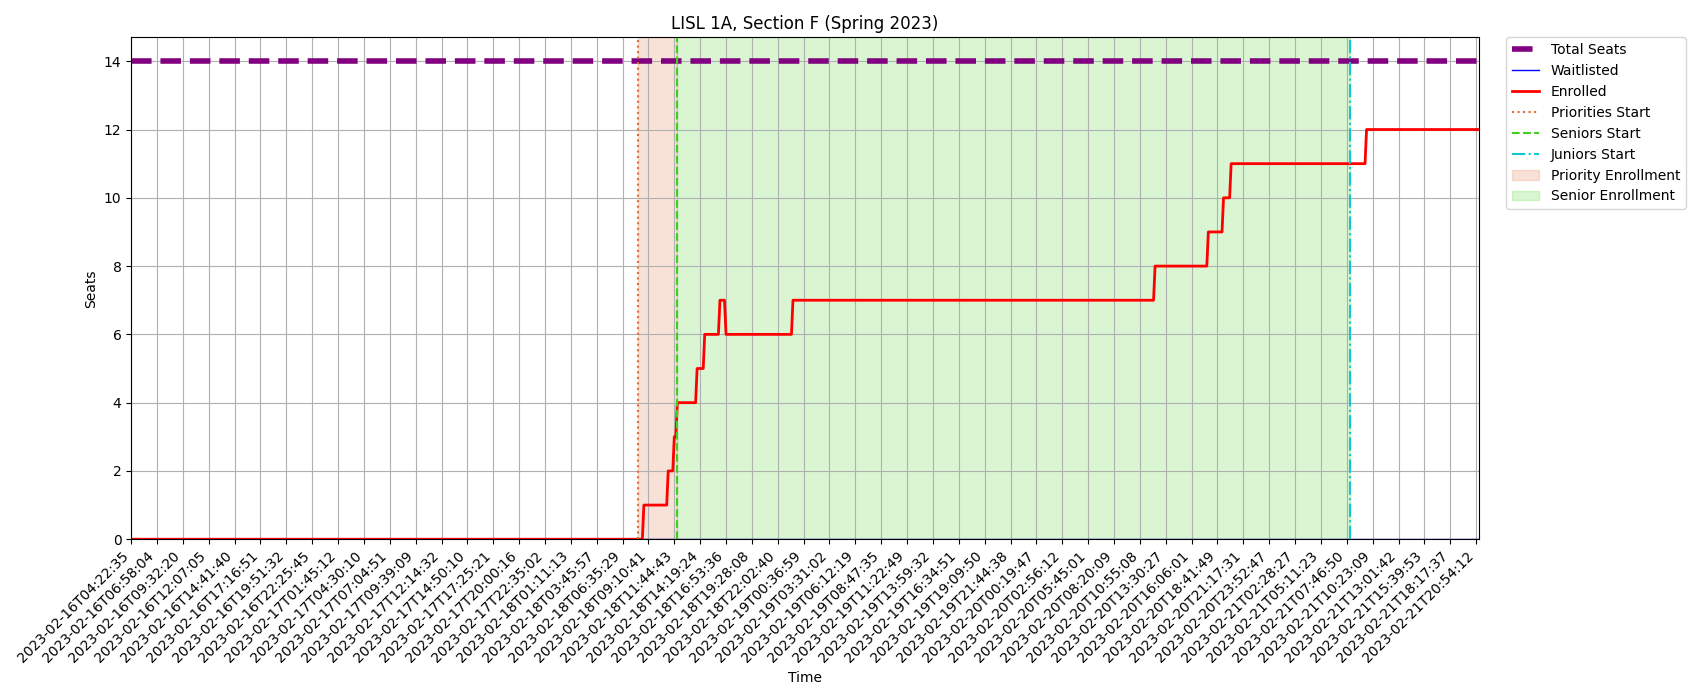 LISL 1A, Section F (Spring 2023)
Seats
14
12
10
8
6
4
2
0
2023-02-16T04:22:35
2023-02-16T06:58:04
2023-02-16T09:32:20
2023-02-16T12:07:05
2023-02-16T14:41:40
2023-02-16T17:16:51
2023-02-16T19:51:32
2023-02-16T22:25:45
2023-02-17T01:45:12
2023-02-17T04:30:10
2023-02-17T07:04:51
2023-02-17T09:39:09
2023-02-17T12:14:32
2023-02-17T14:50:10
2023-02-17T17:25:21
2023-02-17T20:00:16
2023-02-17T22:35:02
2023-02-18T01:11:13
2023-02-18T03:45:57
2023-02-18T06:35:29
2023-02-18T09:10:41
2023-02-18T11:44:43
2023-02-18T14:19:24
2023-02-18T16:53:36
2023-02-18T19:28:08
2023-02-18T22:02:40
2023-02-19T00:36:59
2023-02-19T03:31:02
2023-02-19T06:12:19
2023-02-19T08:47:35
2023-02-19T11:22:49
2023-02-19T13:59:32
2023-02-19T16:34:51
2023-02-19T19:09:50
2023-02-19T21:44:38
2023-02-20T00:19:47
2023-02-20T02:56:12
2023-02-20T05:45:01
2023-02-20T08:20:09
2023-02-20T10:55:08
2023-02-20T13:30:27
2023-02-20T16:06:01
2023-02-20T18:41:49
2023-02-20T21:17:31
2023-02-20T23:52:47
2023-02-21T02:28:27
2023-02-21T05:11:23
2023-02-21T07:46:50
2023-02-21T10:23:09
2023-02-21T13:01:42
2023-02-21T15:39:53
2023-02-21T18:17:37
2023-02-21T20:54:12
Time
Total Seats
Waitlisted
Enrolled
Priorities Start
Seniors Start
Juniors Start
Priority Enrollment
Senior Enrollment